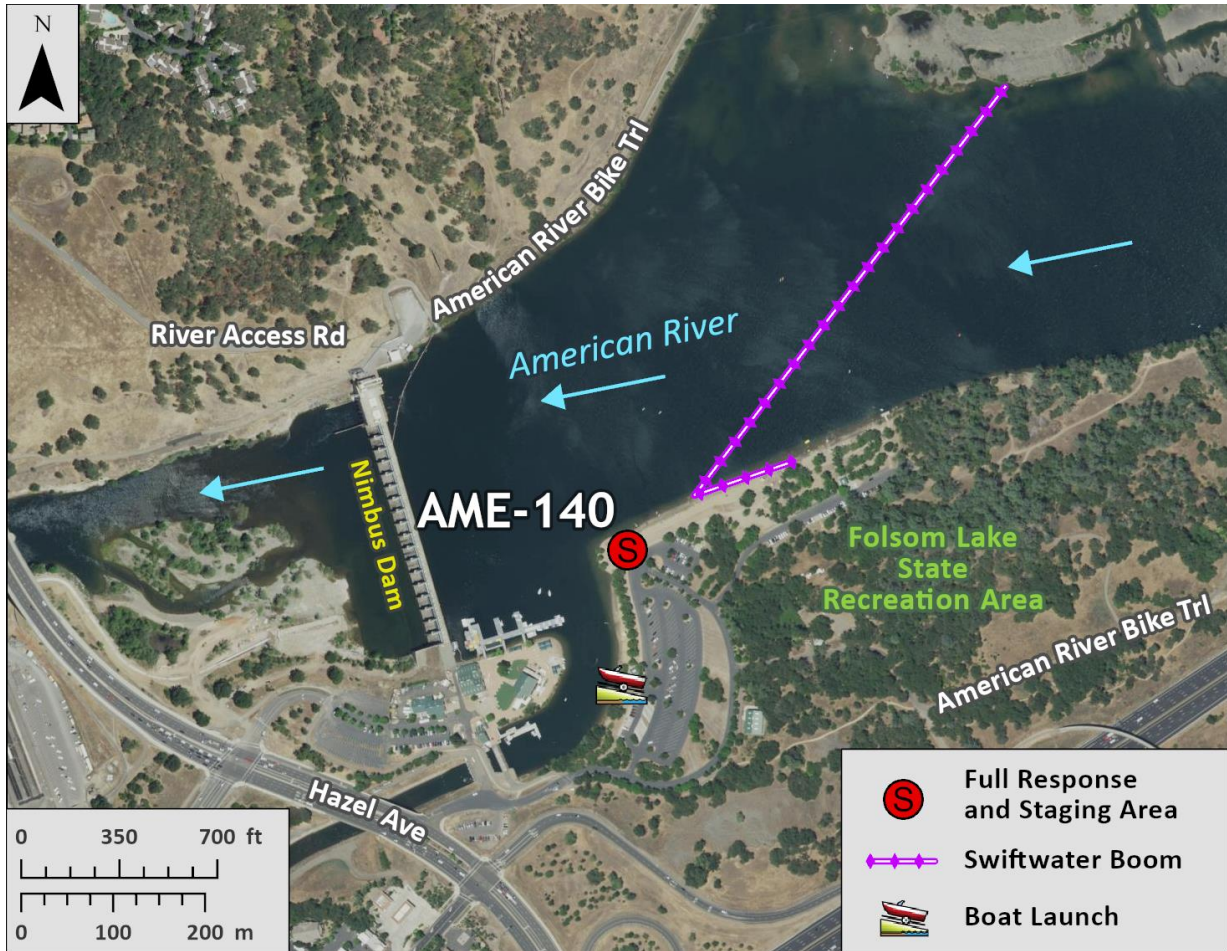 N
American River Bike Trl
River Access Rd
American River
Nimbus Dam
AME-140
S
Folsom Lake
State
Recreation Area
American River Bike Trl
Hazel Ave
0 350 700 ft
0 100 200 m
S
Full Response
and Staging Area
Swiftwater Boom
Boat Launch